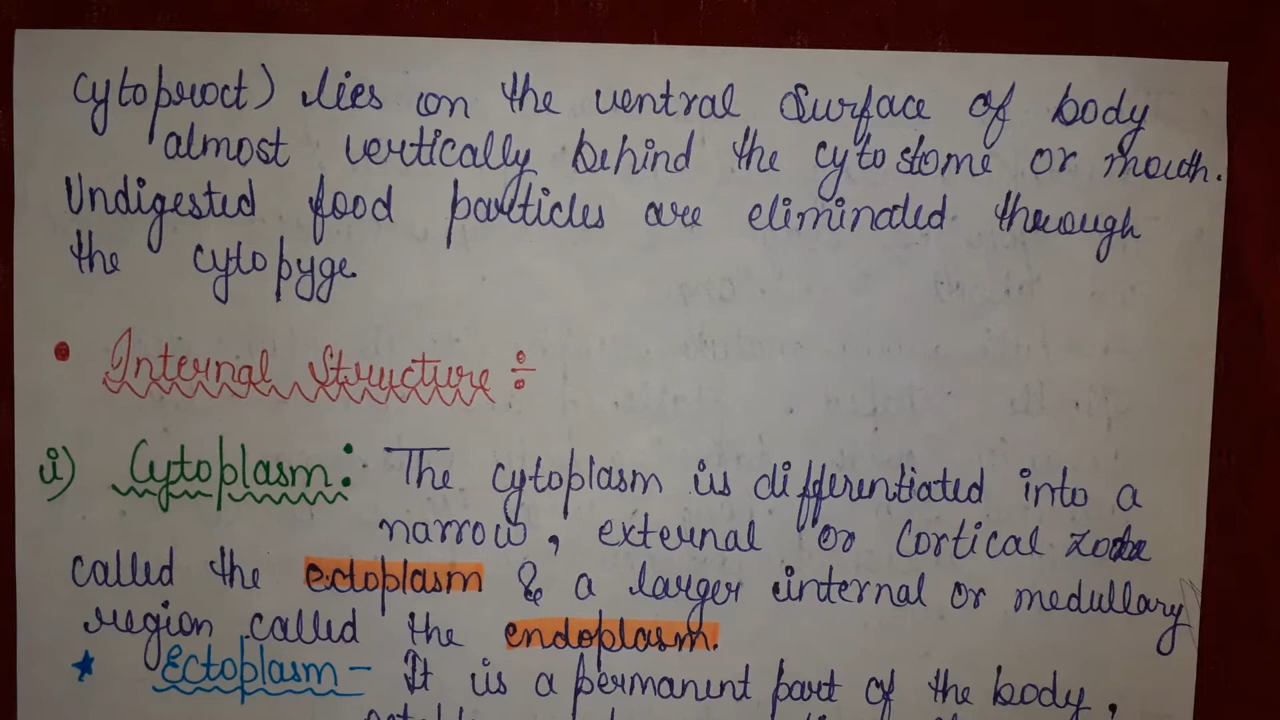 cytoproct) lies on the ventral surface of body
almost vertically behind the cytostome or mouth.
Undigested food particles are eliminated through
the cytopyge.
• Internal Structure ÷
i) Cytoplasm: The cytoplasm is differentiated into a
narrow, external or cortical zone
called the ectoplasm & a larger internal or medullary
region called the endoplasm.
★ Ectoplasm - It is a permanent part of the body,